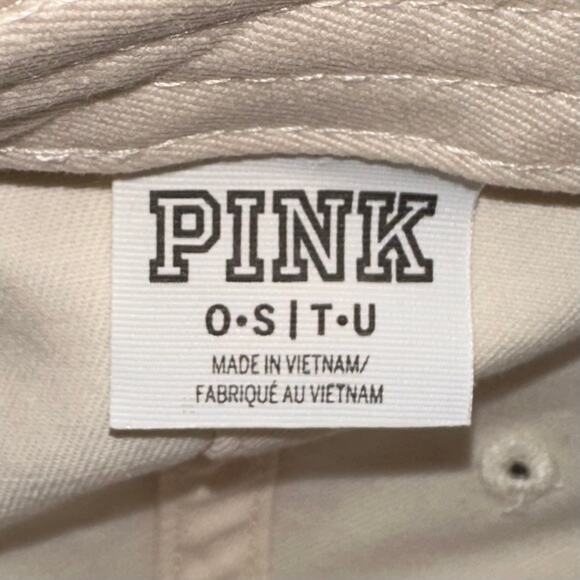 PINK
O•S | T•U
MADE IN VIETNAM/
FABRIQUÉ AU VIETNAM